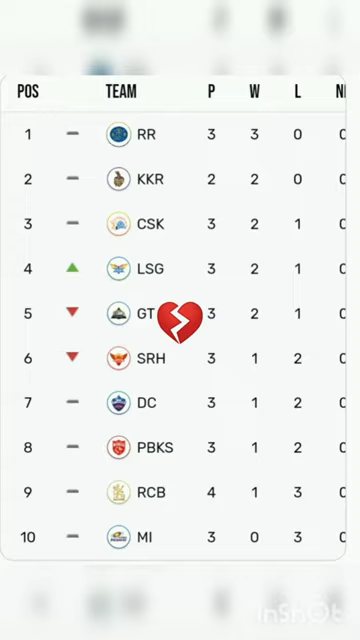 POS TEAM P W L
1 RR 3 3 0
2 KKR 2 2 0
3 CSK 3 2 1
4 LSG 3 2 1
5 GT 3 2 1
6 SRH 3 1 2
7 DC 3 1 2
8 PBKS 3 1 2
9 RCB 4 1 3
10 MI 3 0 3
InShot